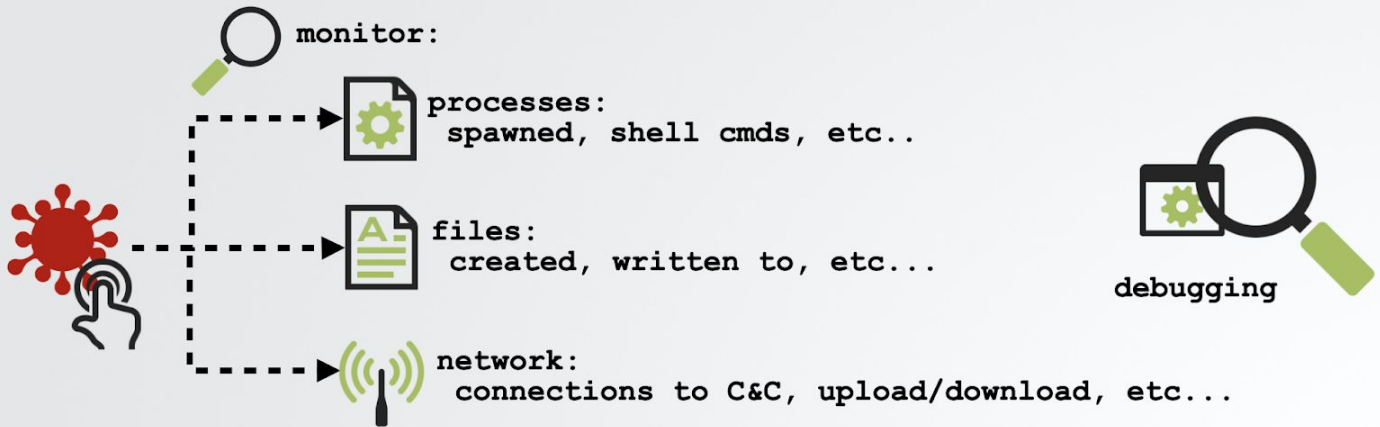 monitor:
processes:
spawned, shell cmds, etc..
A
files:
created, written to, etc...
debugging
network:
connections to C&C, upload/download, etc...